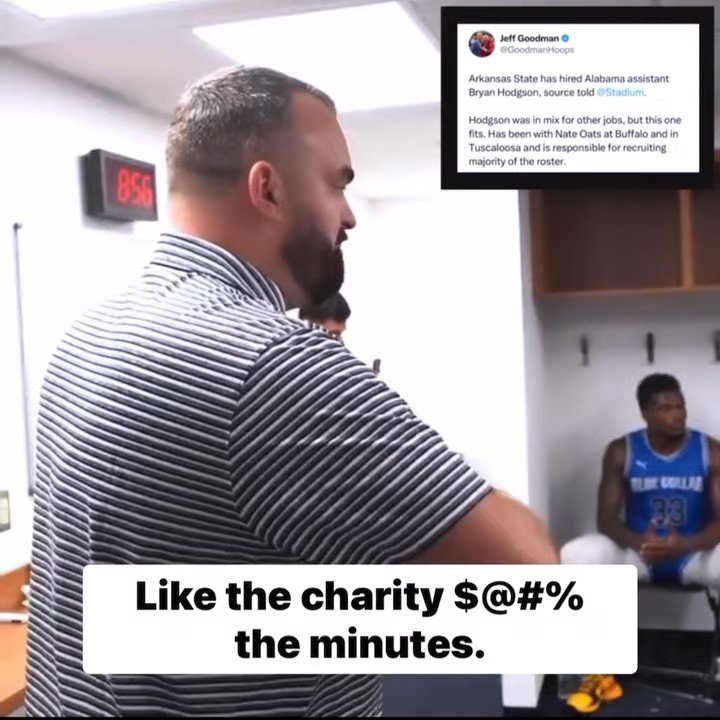 Jeff Goodman
@GoodmanHoops
Arkansas State has hired Alabama assistant
Bryan Hodgson, source told @Stadium.
Hodgson was in mix for other jobs, but this one
fits. Has been with Nate Oats at Buffalo and in
Tuscaloosa and is responsible for recruiting
majority of the roster.
856
BLUE COLLAR
33
Like the charity $@#%
the minutes.